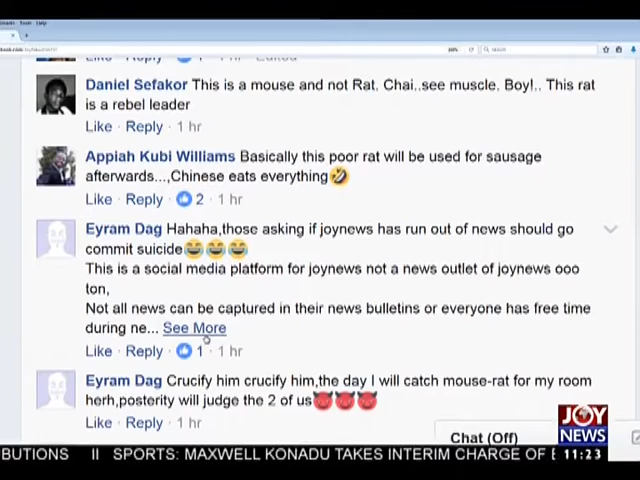 Like · Reply · 1 · 1 hr · Edited
Daniel Sefakor This is a mouse and not Rat. Chai..see muscle. Boy!.. This rat
is a rebel leader
Like · Reply · 1 hr
Appiah Kubi Williams Basically this poor rat will be used for sausage
afterwards...,Chinese eats everything🤣
Like · Reply · 2 · 1 hr
Eyram Dag Hahaha,those asking if joynews has run out of news should go
commit suicide😂😂😂
This is a social media platform for joynews not a news outlet of joynews ooo
ton,
Not all news can be captured in their news bulletins or everyone has free time
during ne... See More
Like · Reply · 1 · 1 hr
Eyram Dag Crucify him crucify him,the day I will catch mouse-rat for my room
herh,posterity will judge the 2 of us😈😈😈
Like · Reply · 1 hr
Chat (Off)
JOY
NEWS
BUTIONS II SPORTS: MAXWELL KONADU TAKES INTERIM CHARGE OF
11:23